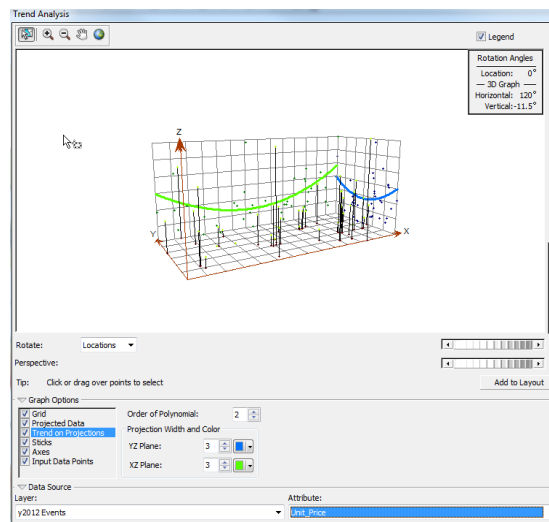 Trend Analysis
Legend
Rotation Angles
Location: 0°
3D Graph
Horizontal: 120°
Vertical:-11.5°
Z
Y
X
Rotate: Locations
Perspective:
Tip: Click or drag over points to select
Add to Layout
Graph Options
Grid
Projected Data
Trend on Projections
Sticks
Axes
Input Data Points
Order of Polynomial: 2
Projection Width and Color
YZ Plane: 3
XZ Plane: 3
Data Source
Layer: Attribute:
y2012 Events Unit_Price